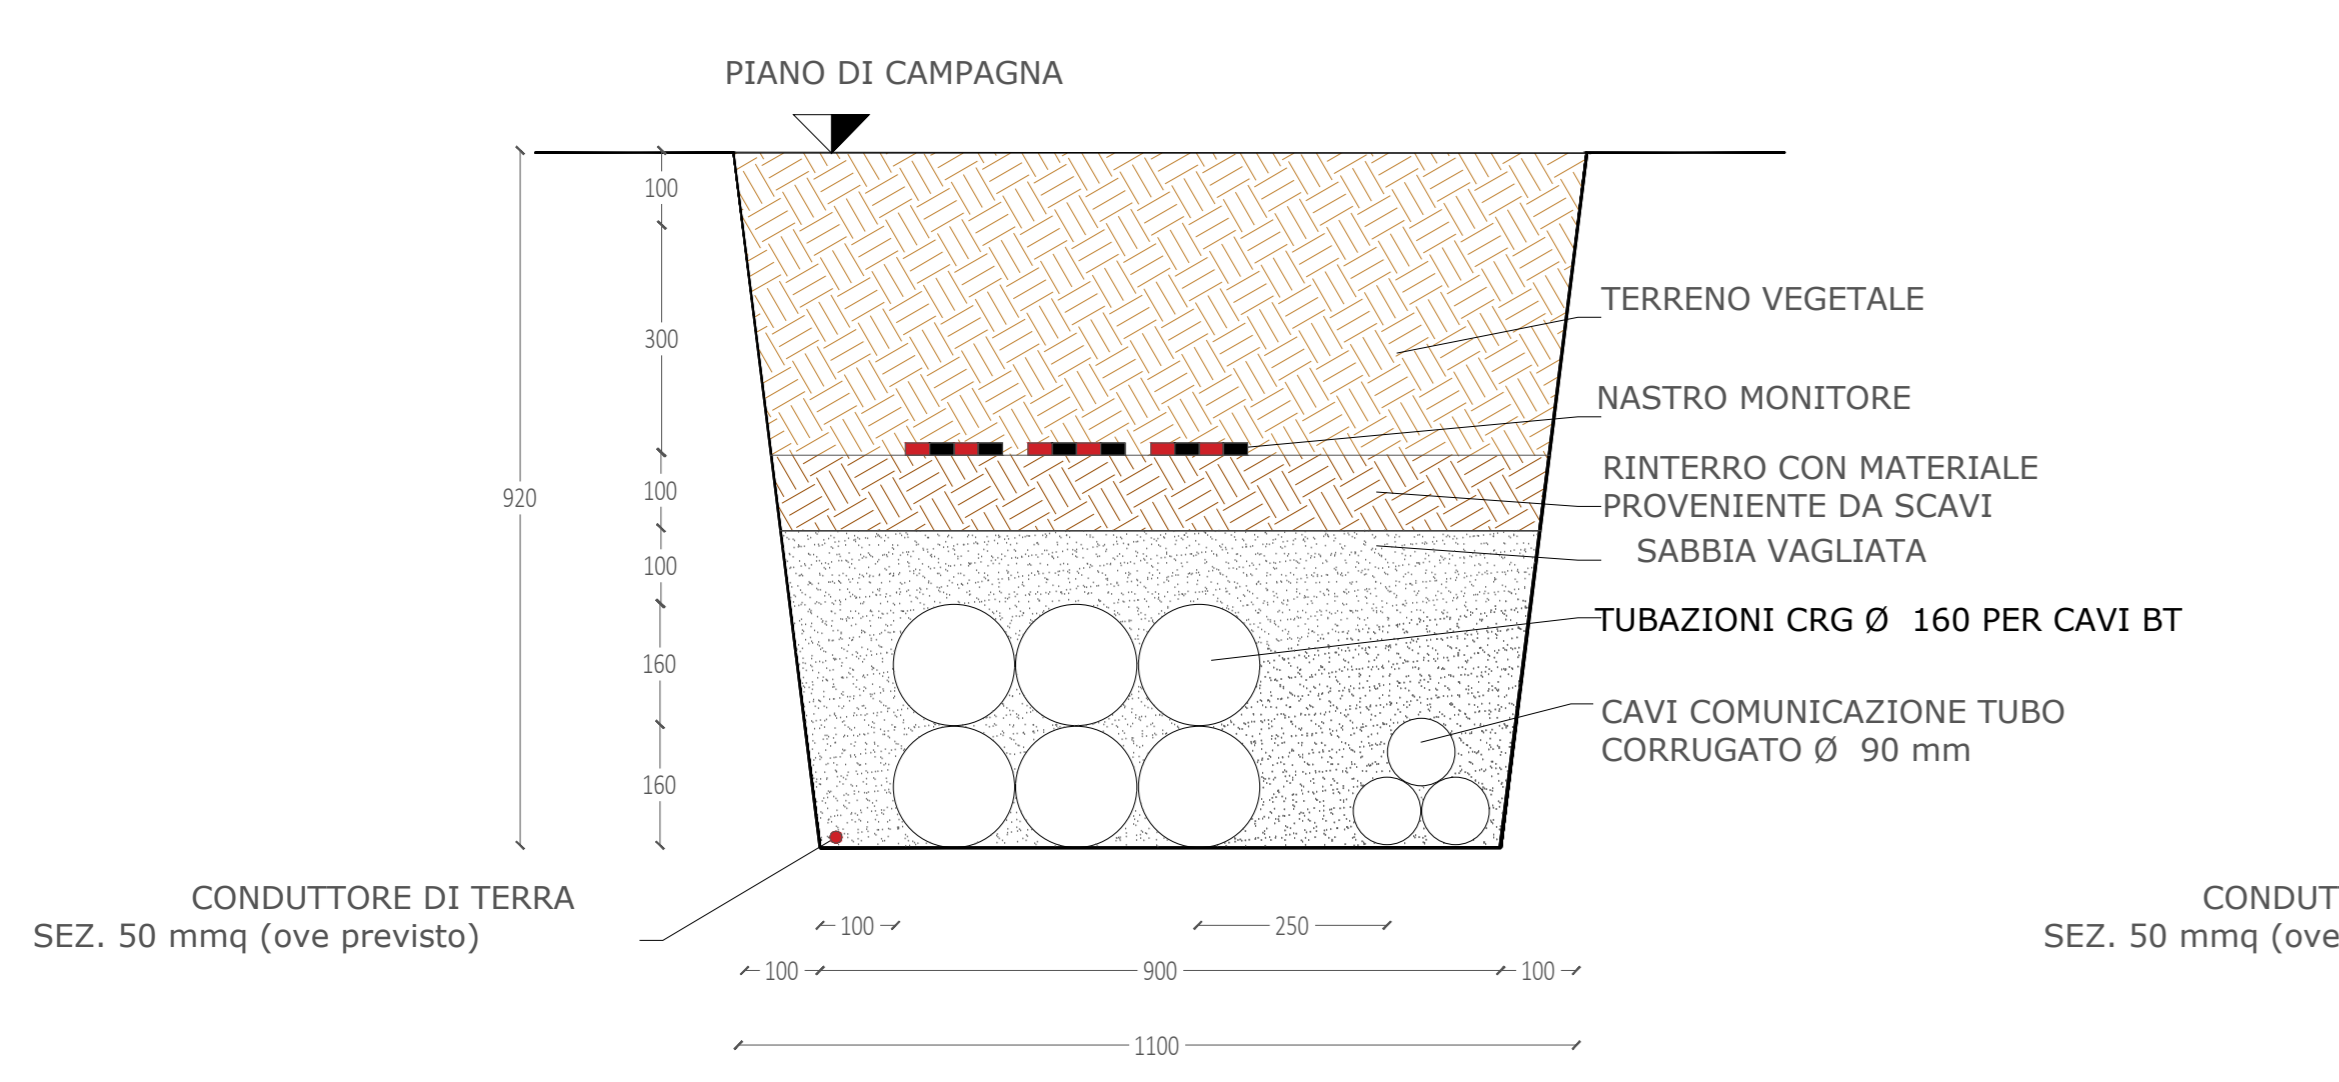 PIANO DI CAMPAGNA
100
300
TERRENO VEGETALE
NASTRO MONITORE
RINTERRO CON MATERIALE
PROVENIENTE DA SCAVI
920
100
SABBIA VAGLIATA
100
TUBAZIONI CRG Ø 160 PER CAVI BT
160
CAVI COMUNICAZIONE TUBO
CORRUGATO Ø 90 mm
160
CONDUTTORE DI TERRA
SEZ. 50 mmq (ove previsto)
CONDUT
SEZ. 50 mmq (ove
100
250
100
900
100
1100